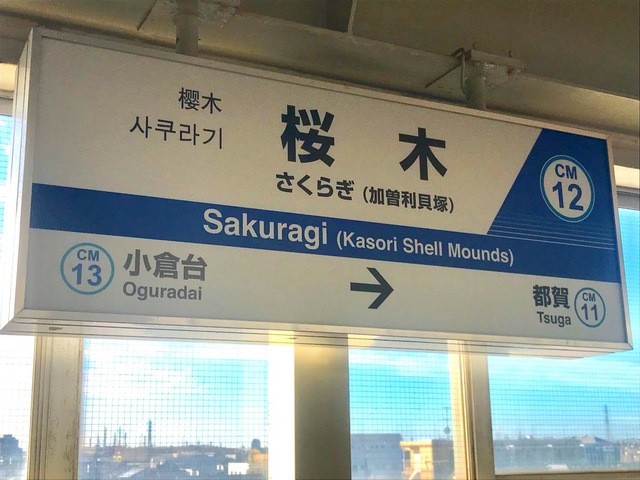 樱木
사쿠라기
桜木
さくらぎ (加曽利貝塚)
CM
12
Sakuragi (Kasori Shell Mounds)
CM
13
小倉台
Oguradai
→
都賀
Tsuga
CM
11